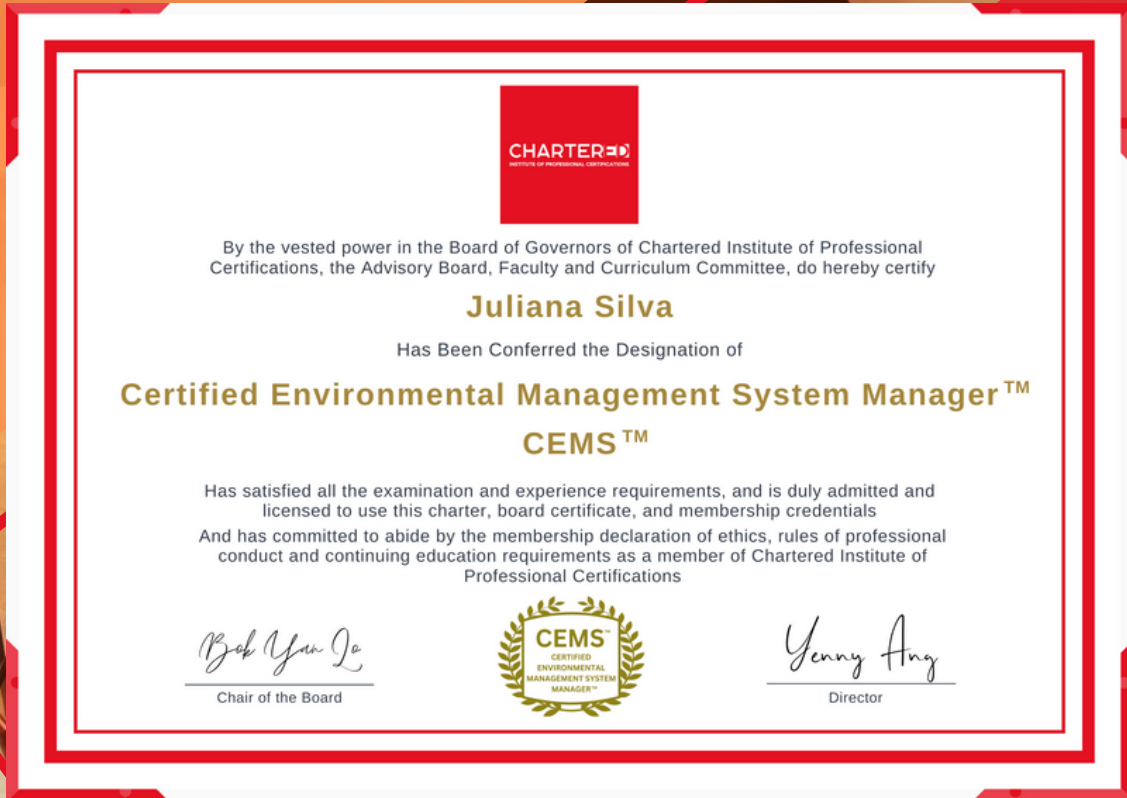 CHARTERED
INSTITUTE OF PROFESSIONAL CERTIFICATIONS
By the vested power in the Board of Governors of Chartered Institute of Professional
Certifications, the Advisory Board, Faculty and Curriculum Committee, do hereby certify
Juliana Silva
Has Been Conferred the Designation of
Certified Environmental Management System Manager™
CEMS™
Has satisfied all the examination and experience requirements, and is duly admitted and
licensed to use this charter, board certificate, and membership credentials
And has committed to abide by the membership declaration of ethics, rules of professional
conduct and continuing education requirements as a member of Chartered Institute of
Professional Certifications
Bok Yan Lo
Chair of the Board
CEMS™
CERTIFIED
ENVIRONMENTAL
MANAGEMENT SYSTEM
MANAGER™
Yenny Ang
Director